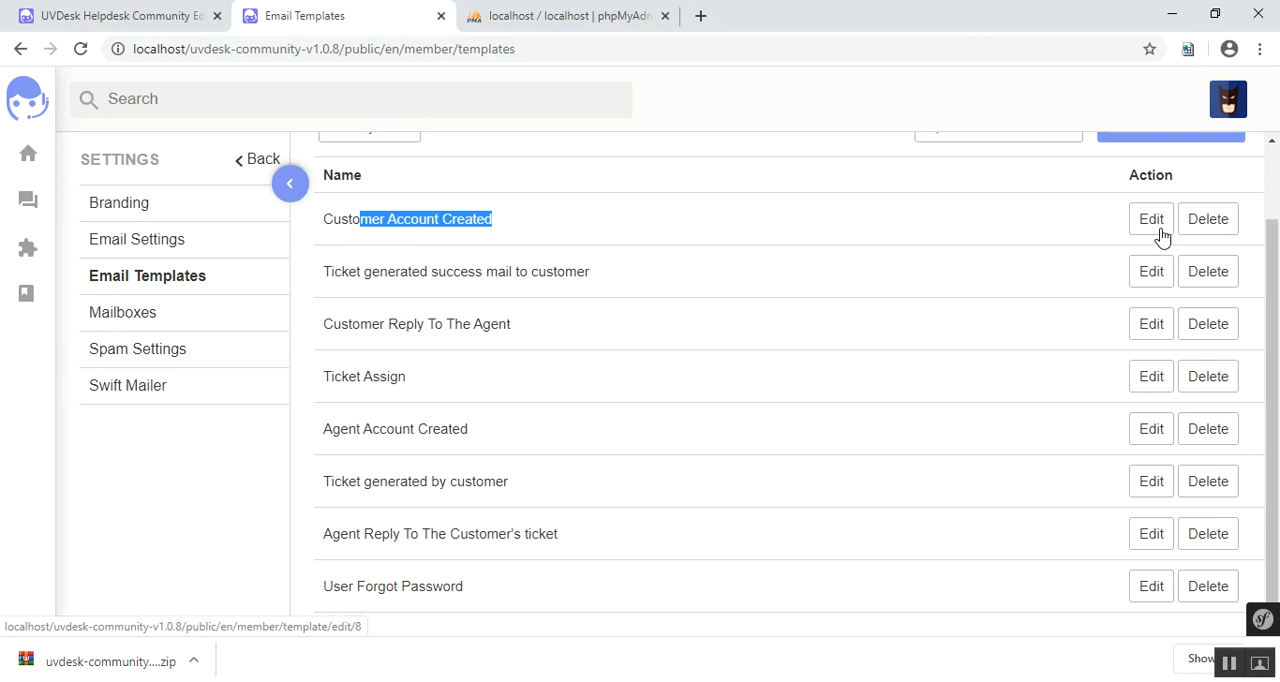 UVDesk Helpdesk Community Ed
Email Templates
localhost / localhost | phpMyAdm
localhost/uvdesk-community-v1.0.8/public/en/member/templates
Search
SETTINGS
Back
Branding
Email Settings
Email Templates
Mailboxes
Spam Settings
Swift Mailer
Name
Action
Customer Account Created
Edit
Delete
Ticket generated success mail to customer
Edit
Delete
Customer Reply To The Agent
Edit
Delete
Ticket Assign
Edit
Delete
Agent Account Created
Edit
Delete
Ticket generated by customer
Edit
Delete
Agent Reply To The Customer's ticket
Edit
Delete
User Forgot Password
Edit
Delete
localhost/uvdesk-community-v1.0.8/public/en/member/template/edit/8
uvdesk-community....zip
Show